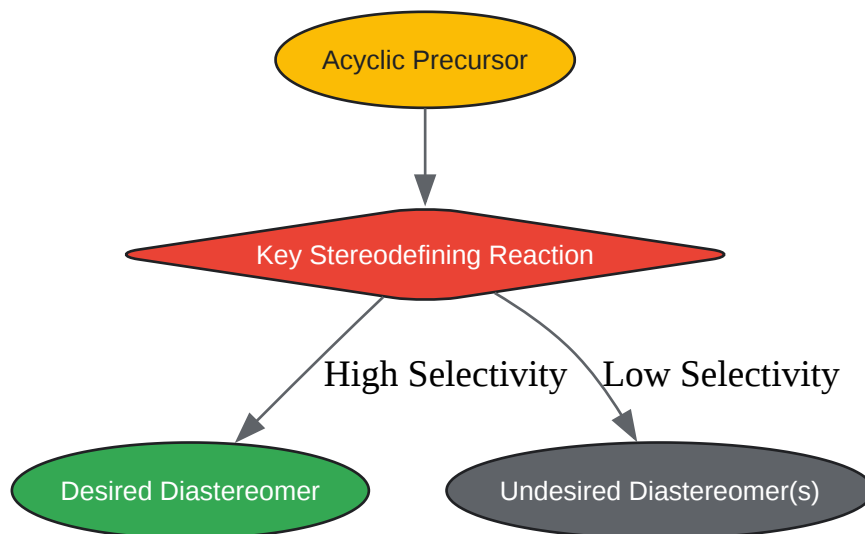 Acyclic Precursor
Key Stereodefining Reaction
High Selectivity
Low Selectivity
Desired Diastereomer
Undesired Diastereomer(s)